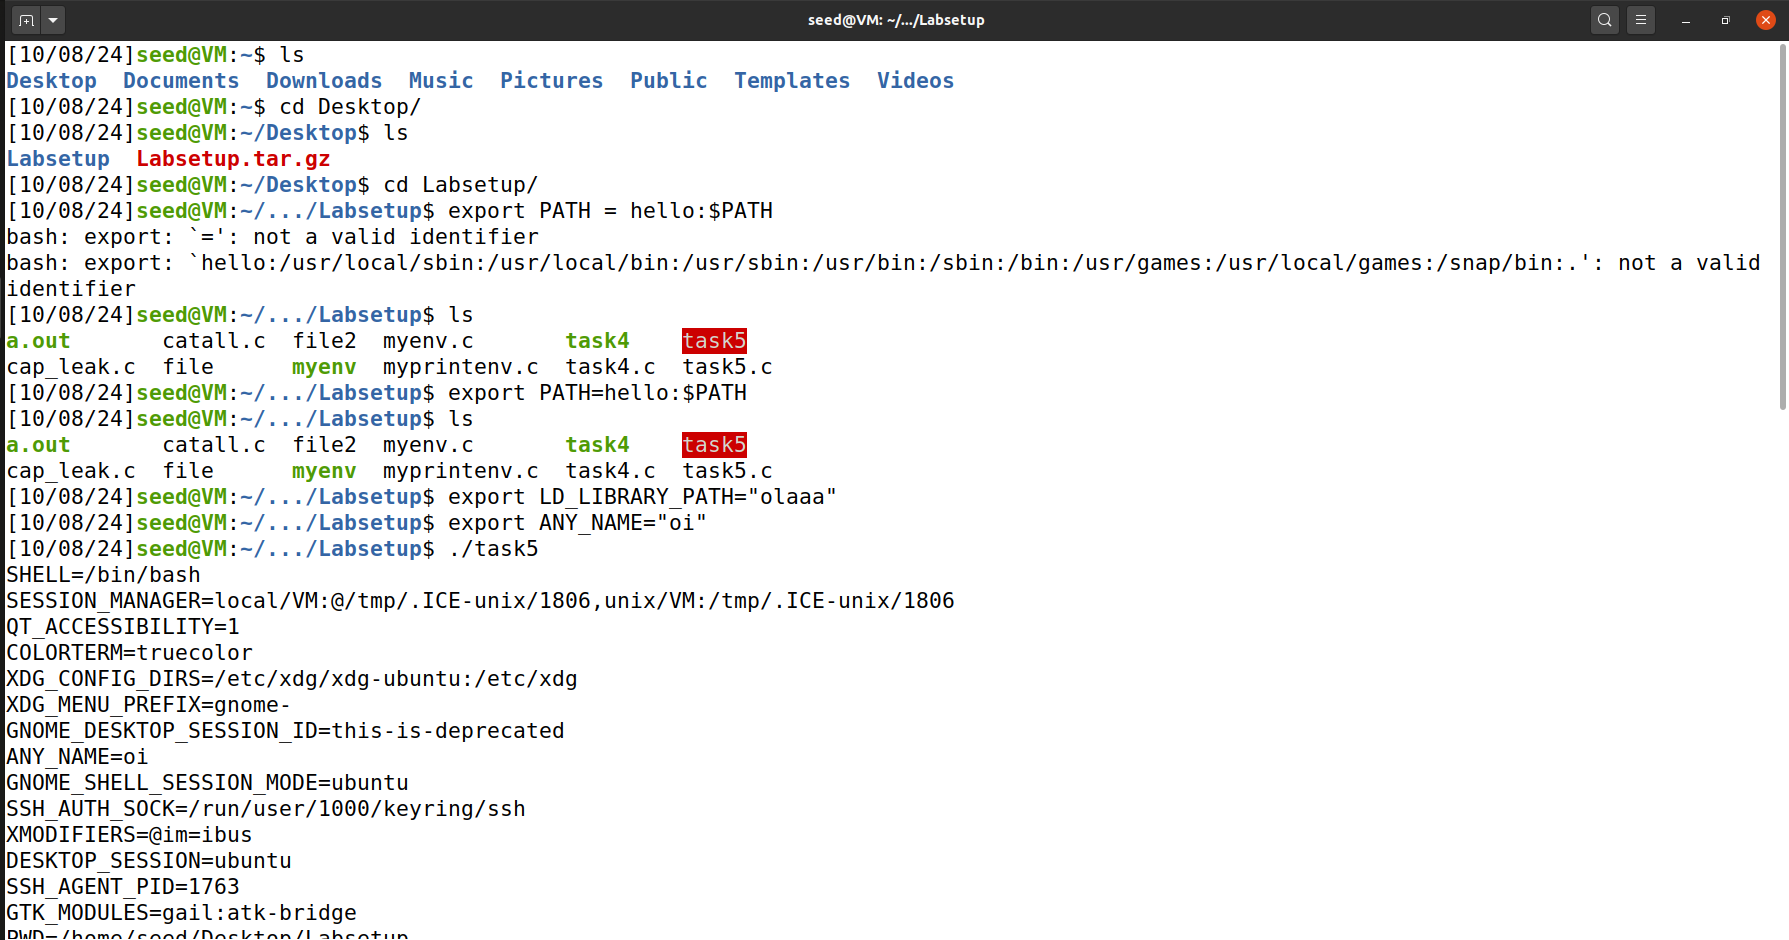 seed@VM: ~/.../Labsetup
[10/08/24]seed@VM:~$ ls
Desktop  Documents  Downloads  Music  Pictures  Public  Templates  Videos
[10/08/24]seed@VM:~$ cd Desktop/
[10/08/24]seed@VM:~/Desktop$ ls
Labsetup  Labsetup.tar.gz
[10/08/24]seed@VM:~/Desktop$ cd Labsetup/
[10/08/24]seed@VM:~/.../Labsetup$ export PATH = hello:$PATH
bash: export: `=': not a valid identifier
bash: export: `hello:/usr/local/sbin:/usr/local/bin:/usr/sbin:/usr/bin:/sbin:/bin:/usr/games:/usr/local/games:/snap/bin:.': not a valid
identifier
[10/08/24]seed@VM:~/.../Labsetup$ ls
a.out       catall.c  file2  myenv.c       task4    task5
cap_leak.c  file      myenv  myprintenv.c  task4.c  task5.c
[10/08/24]seed@VM:~/.../Labsetup$ export PATH=hello:$PATH
[10/08/24]seed@VM:~/.../Labsetup$ ls
a.out       catall.c  file2  myenv.c       task4    task5
cap_leak.c  file      myenv  myprintenv.c  task4.c  task5.c
[10/08/24]seed@VM:~/.../Labsetup$ export LD_LIBRARY_PATH="olaaa"
[10/08/24]seed@VM:~/.../Labsetup$ export ANY_NAME="oi"
[10/08/24]seed@VM:~/.../Labsetup$ ./task5
SHELL=/bin/bash
SESSION_MANAGER=local/VM:@/tmp/.ICE-unix/1806,unix/VM:/tmp/.ICE-unix/1806
QT_ACCESSIBILITY=1
COLORTERM=truecolor
XDG_CONFIG_DIRS=/etc/xdg/xdg-ubuntu:/etc/xdg
XDG_MENU_PREFIX=gnome-
GNOME_DESKTOP_SESSION_ID=this-is-deprecated
ANY_NAME=oi
GNOME_SHELL_SESSION_MODE=ubuntu
SSH_AUTH_SOCK=/run/user/1000/keyring/ssh
XMODIFIERS=@im=ibus
DESKTOP_SESSION=ubuntu
SSH_AGENT_PID=1763
GTK_MODULES=gail:atk-bridge
PWD=/home/seed/Desktop/Labsetup